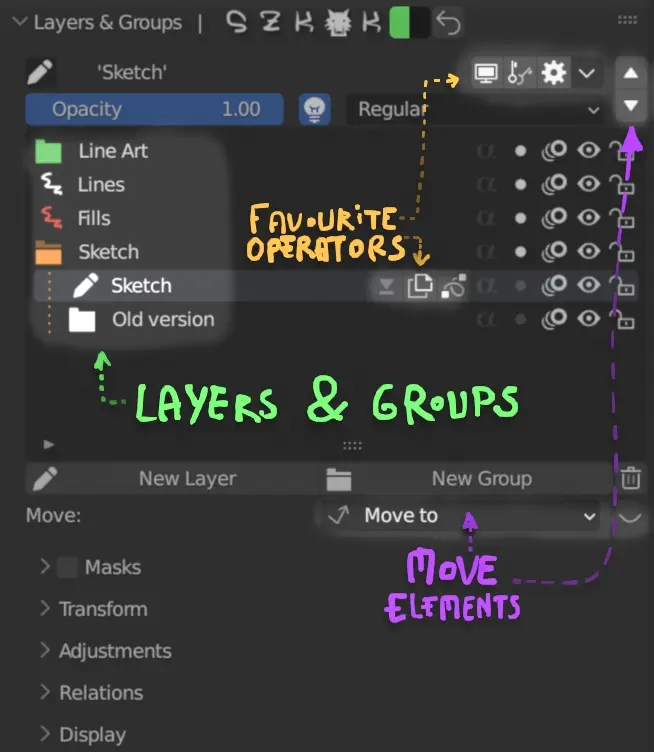 Layers & Groups |
'Sketch'
Opacity 1.00 Regular
Line Art
Lines
Fills
Sketch
Sketch
Old version
FAVOURITE
OPERATORS
LAYERS & GROUPS
New Layer New Group
Move: Move to
MOVE
ELEMENTS
Masks
Transform
Adjustments
Relations
Display